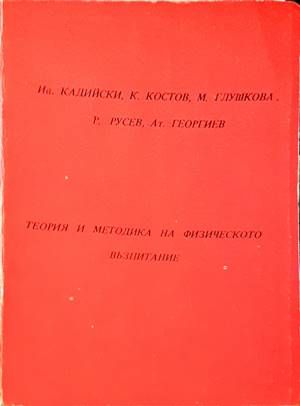 Ив. КАДИЙСКИ, К. КОСТОВ, М. ГЛУШКОВА.
Р. РУСЕВ, Ат. ГЕОРГИЕВ
ТЕОРИЯ И МЕТОДИКА НА ФИЗИЧЕСКОТО
ВЪЗПИТАНИЕ